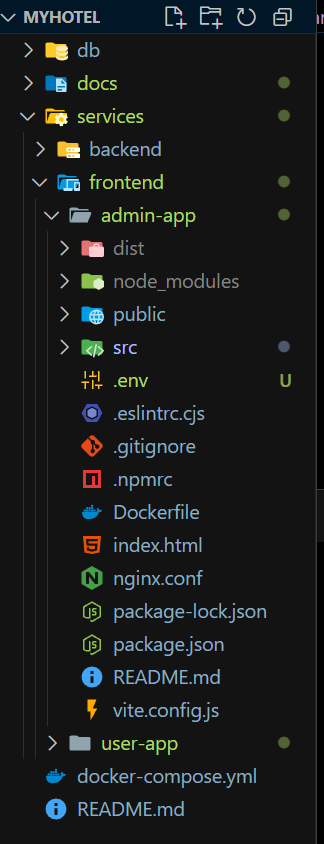 MYHOTEL
db
docs
services
backend
frontend
admin-app
dist
node_modules
public
src
.env U
.eslintrc.cjs
.gitignore
.npmrc
Dockerfile
index.html
nginx.conf
package-lock.json
package.json
README.md
vite.config.js
user-app
docker-compose.yml
README.md